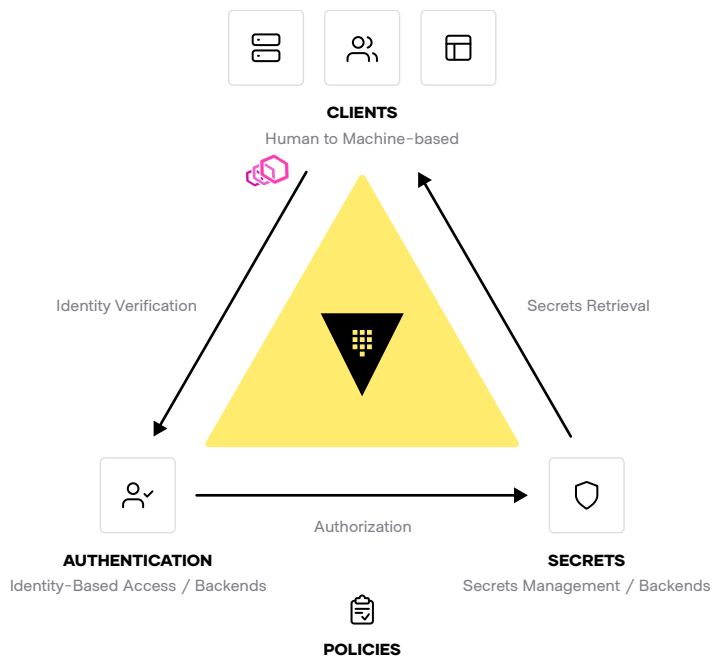 CLIENTS
Human to Machine-based
Identity Verification
Secrets Retrieval
Authorization
AUTHENTICATION
Identity-Based Access / Backends
SECRETS
Secrets Management / Backends
POLICIES